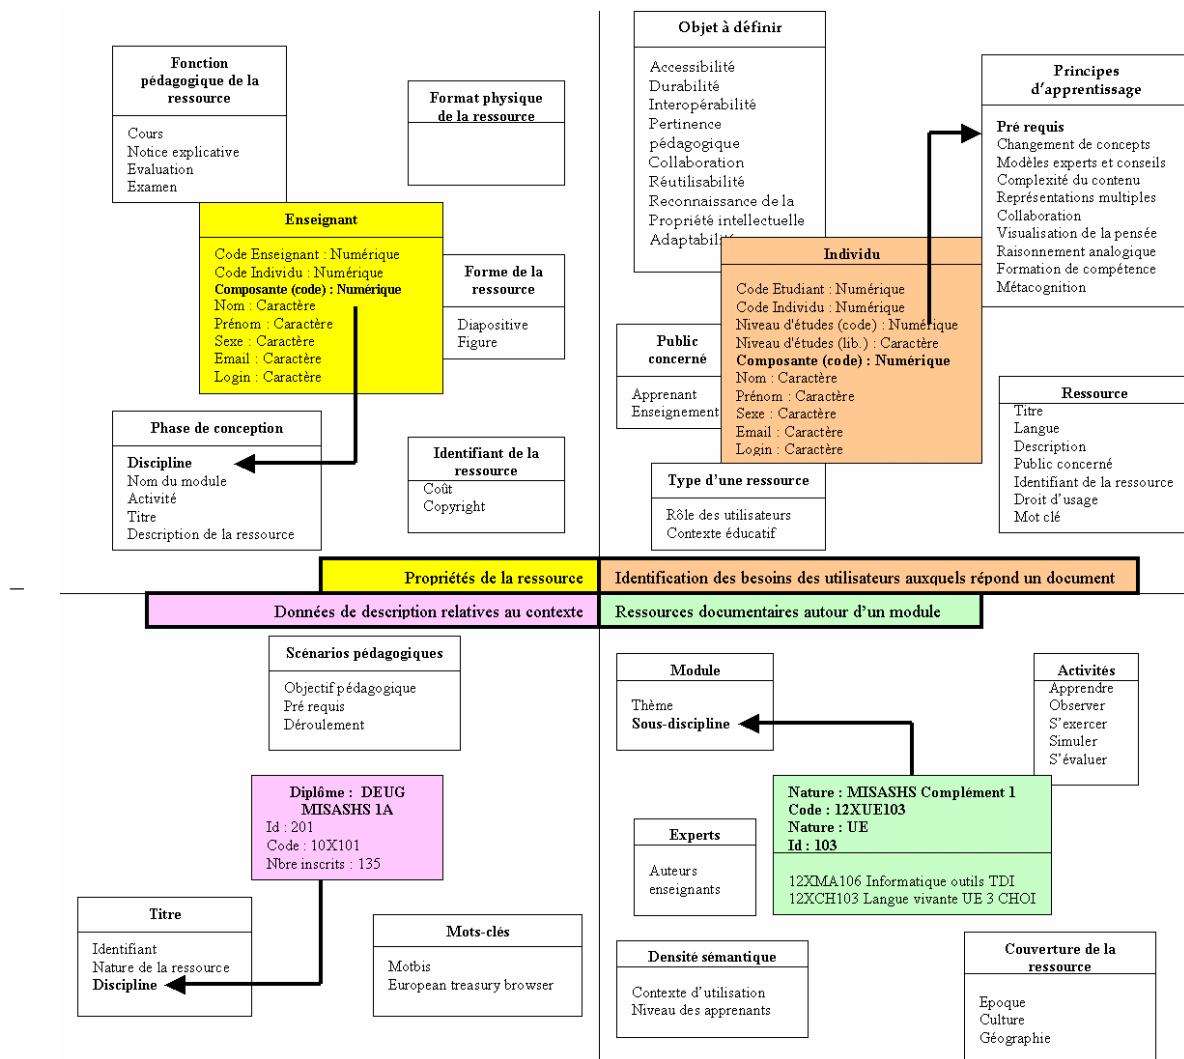 Fonction
pédagogique de la
ressource
Cours
Notice explicative
Evaluation
Examen
Format physique
de la ressource
Enseignant
Code Enseignant : Numérique
Code Individu : Numérique
Composante (code) : Numérique
Nom : Caractère
Prénom : Caractère
Sexe : Caractère
Email : Caractère
Login : Caractère
Forme de la
ressource
Diapositive
Figure
Phase de conception
Discipline
Nom du module
Activité
Titre
Description de la ressource
Identifiant de la
ressource
Coût
Copyright
Objet à définir
Accessibilité
Durabilité
Interopérabilité
Pertinence
pédagogique
Collaboration
Réutilisabilité
Reconnaissance de la
Propriété intellectuelle
Adaptabilité
Principes
d'apprentissage
Pré requis
Changement de concepts
Modèles experts et conseils
Complexité du contenu
Représentations multiples
Collaboration
Visualisation de la pensée
Raisonnement analogique
Formation de compétence
Métacognition
Individu
Code Etudiant : Numérique
Code Individu : Numérique
Niveau d'études (code) : Numérique
Niveau d'études (lib.) : Caractère
Composante (code) : Numérique
Nom : Caractère
Prénom : Caractère
Sexe : Caractère
Email : Caractère
Login : Caractère
Public
concerné
Apprenant
Enseignement
Type d'une ressource
Rôle des utilisateurs
Contexte éducatif
Ressource
Titre
Langue
Description
Public concerné
Identifiant de la ressource
Droit d'usage
Mot clé
Propriétés de la ressource
Identification des besoins des utilisateurs auxquels répond un document
Données de description relatives au contexte
Ressources documentaires autour d'un module
Scénarios pédagogiques
Objectif pédagogique
Pré requis
Déroulement
Diplôme : DEUG
MISASHS 1A
Id : 201
Code : 10X101
Nbre inscrits : 135
Titre
Identifiant
Nature de la ressource
Discipline
Mots-clés
Motbis
European treasury browser
Module
Thème
Sous-discipline
Activités
Apprendre
Observer
S'exercer
Simuler
S'évaluer
Nature : MISASHS Complément 1
Code : 12XUE103
Nature : UE
Id : 103
12XMA106 Informatique outils TDI
12XCH103 Langue vivante UE 3 CHOI
Experts
Auteurs
enseignants
Densité sémantique
Contexte d'utilisation
Niveau des apprenants
Couverture de la
ressource
Epoque
Culture
Géographie